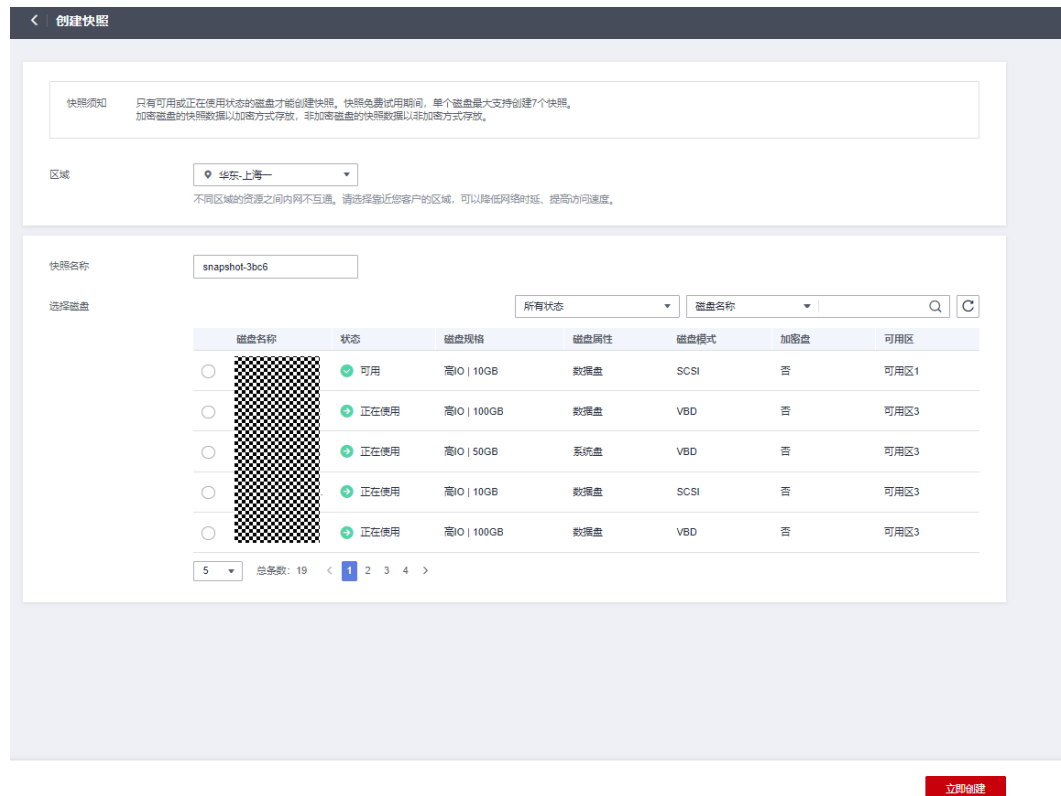 创建快照
快照须知
只有可用或正在使用状态的磁盘才能创建快照。快照免费试用期间，单个磁盘最大支持创建7个快照。
加密磁盘的快照数据以加密方式存放，非加密磁盘的快照数据以非加密方式存放。
区域
华东-上海一
不同区域的资源之间内网不互通。请选择靠近您客户的区域，可以降低网络时延、提高访问速度。
快照名称
snapshot-3bc6
选择磁盘
所有状态 磁盘名称
磁盘名称 状态 磁盘规格 磁盘属性 磁盘模式 加密盘 可用区
可用 高IO | 10GB 数据盘 SCSI 否 可用区1
正在使用 高IO | 100GB 数据盘 VBD 否 可用区3
正在使用 高IO | 50GB 系统盘 VBD 否 可用区3
正在使用 高IO | 10GB 数据盘 SCSI 否 可用区3
正在使用 高IO | 100GB 数据盘 VBD 否 可用区3
5 总条数：19 < 1 2 3 4 >
立即创建